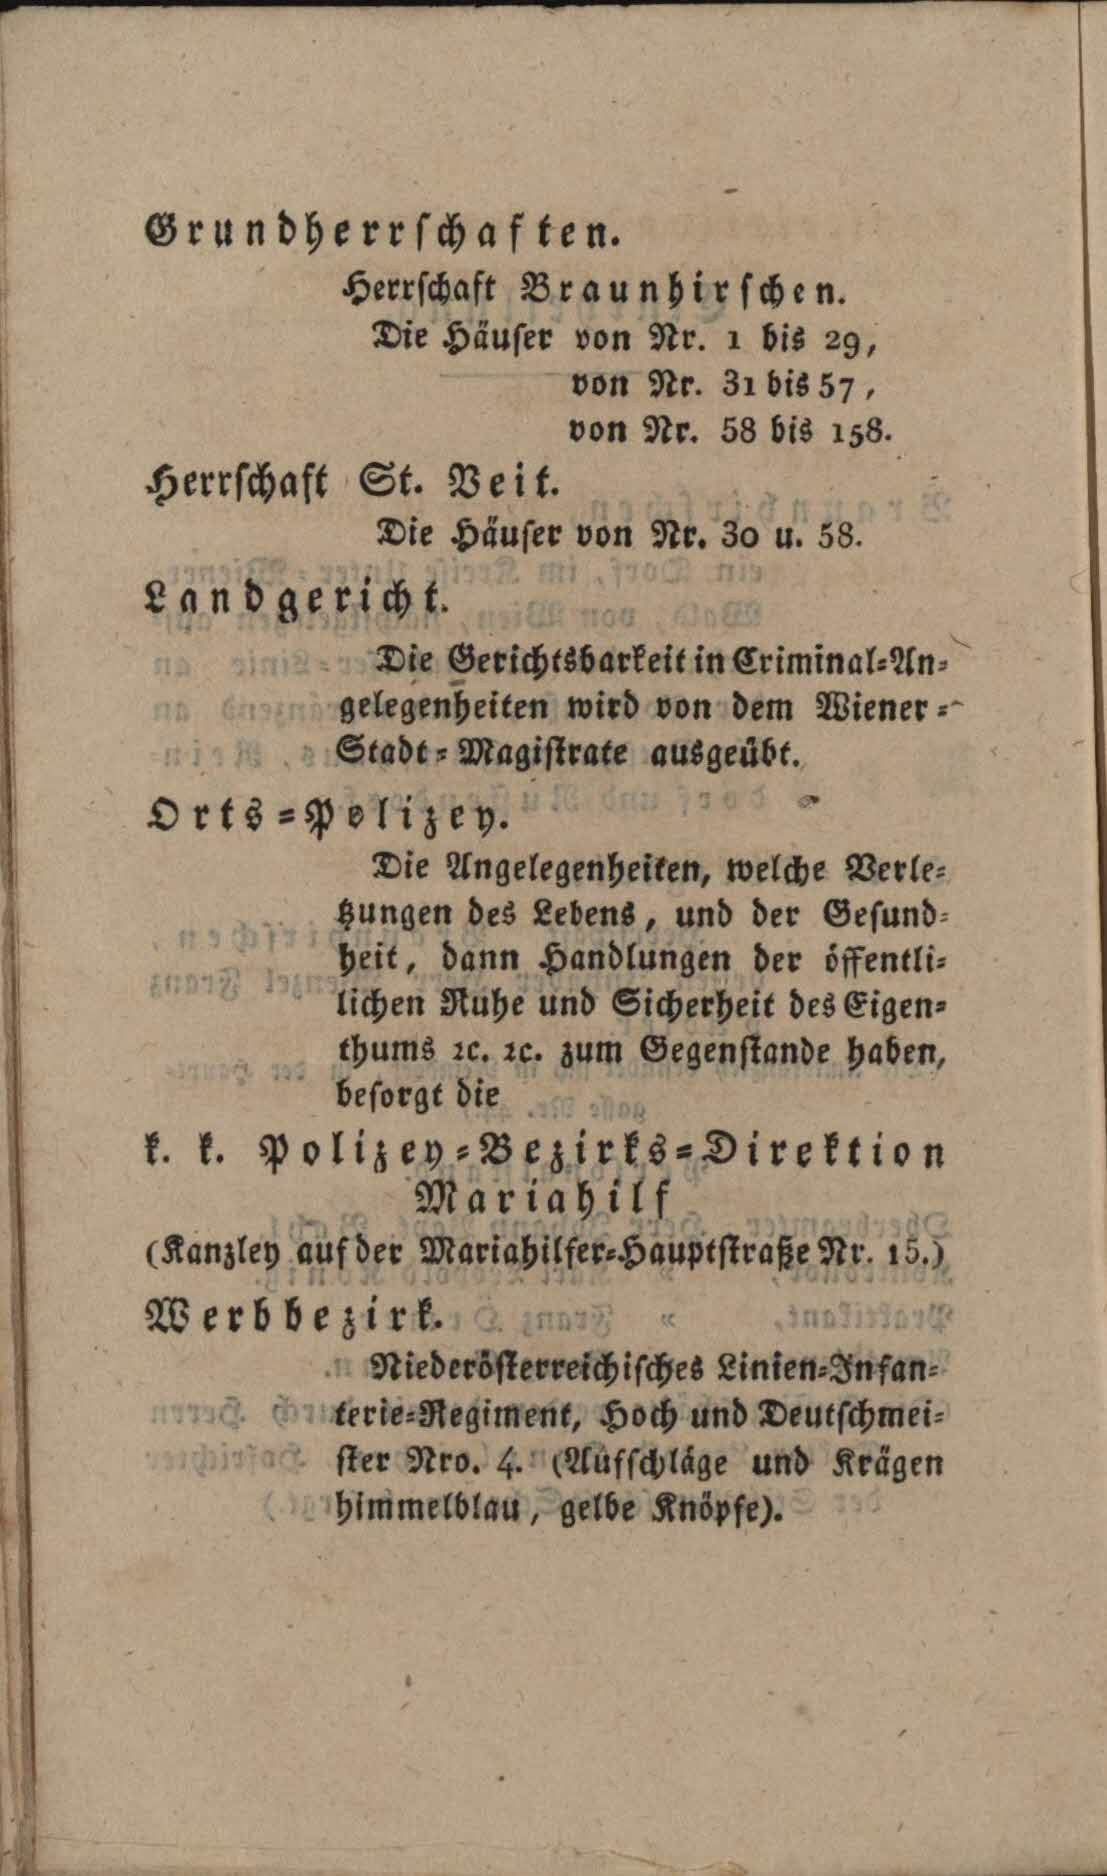 Grundherrschaften.
Herrschaft Braunhirschen.
Die Häuser von Nr. 1 bis 29,
von Nr. 31 bis 57,
von Nr. 58 bis 158.
Herrschaft St. Veit.
Die Häuser von Nr. 30 u. 58.
Landgericht.
Die Gerichtsbarkeit in Criminal-An-
gelegenheiten wird von dem Wiener-
Stadt-Magistrate ausgeübt.
Orts-Polizey.
Die Angelegenheiten, welche Verle-
tzungen des Lebens, und der Gesund-
heit, dann Handlungen der öffentli-
lichen Ruhe und Sicherheit des Eigen-
thums ꝛc. ꝛc. zum Gegenstande haben,
besorgt die
k. k. Polizey-Bezirks-Direktion
Mariahilf
(Kanzley auf der Mariahilfer-Hauptstraße Nr. 15.)
Werbbezirk.
Niederösterreichisches Linien-Infan-
terie-Regiment, Hoch und Deutschmei-
ster Nro. 4. (Aufschläge und Krägen
himmelblau, gelbe Knöpfe).